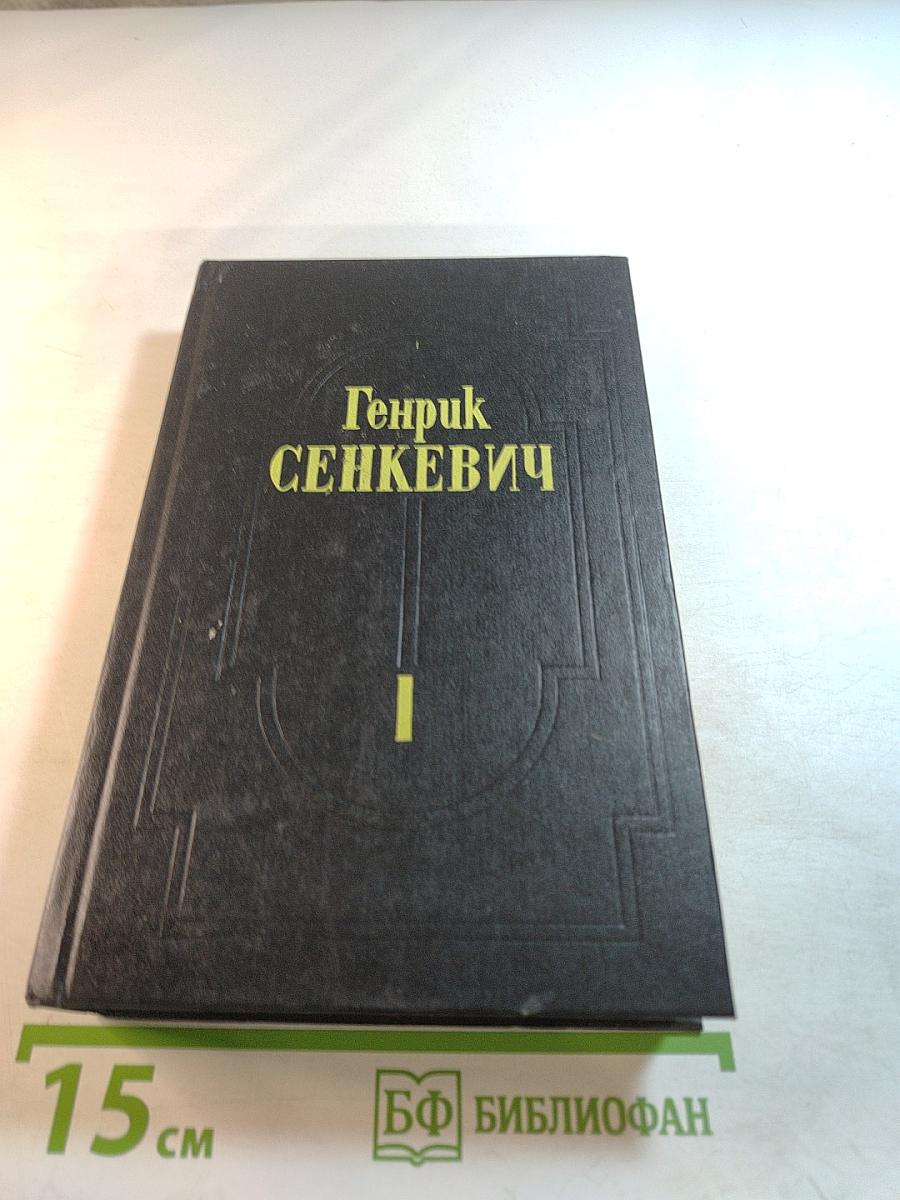 Генрик
СЕНКЕВИЧ
I
15 см
БФ БИБЛИОФАН